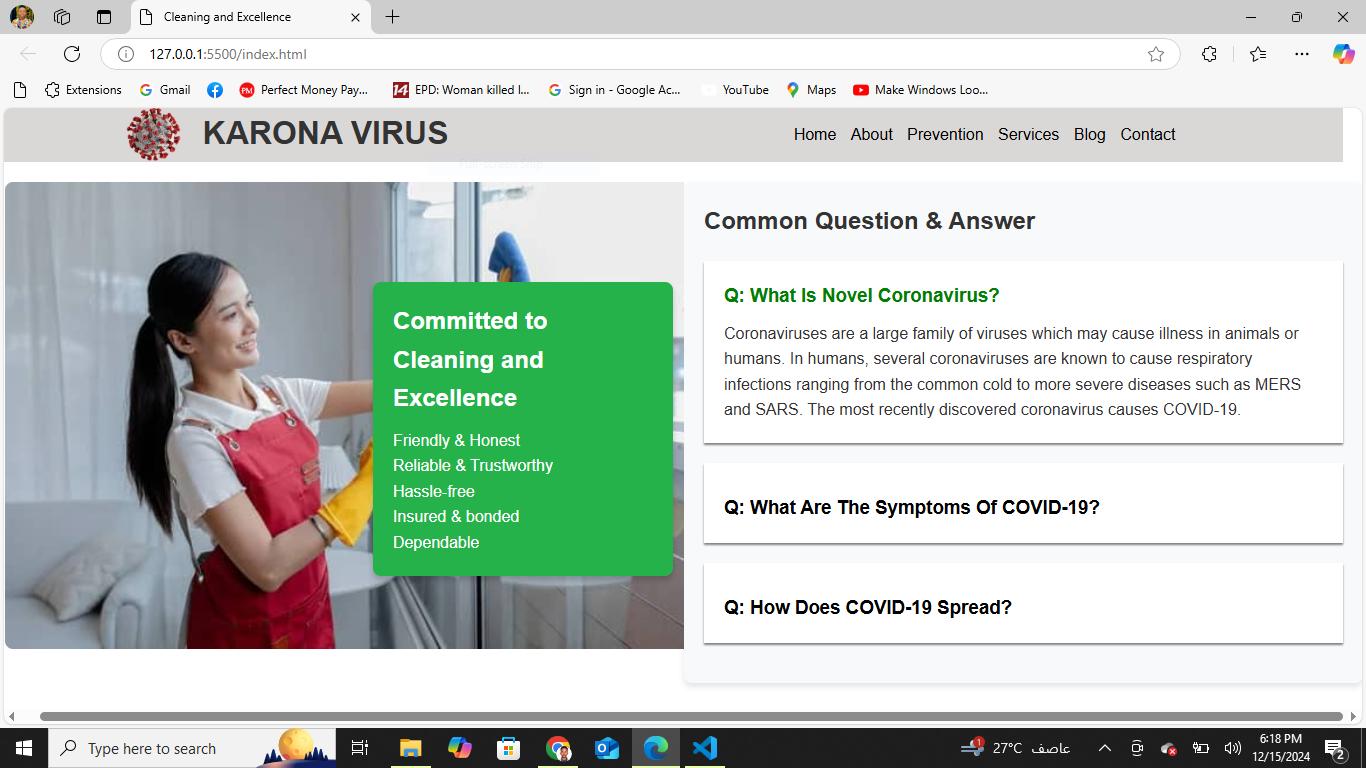 Cleaning and Excellence
127.0.0.1:5500/index.html
Extensions
Gmail
PM
Perfect Money Pay...
14
EPD: Woman killed I...
Sign in - Google Ac...
YouTube
Maps
Make Windows Loo...
KARONA VIRUS
Home About Prevention Services Blog Contact
Committed to
Cleaning and
Excellence
Friendly & Honest
Reliable & Trustworthy
Hassle-free
Insured & bonded
Dependable
Common Question & Answer
Q: What Is Novel Coronavirus?
Coronaviruses are a large family of viruses which may cause illness in animals or
humans. In humans, several coronaviruses are known to cause respiratory
infections ranging from the common cold to more severe diseases such as MERS
and SARS. The most recently discovered coronavirus causes COVID-19.
Q: What Are The Symptoms Of COVID-19?
Q: How Does COVID-19 Spread?
Type here to search
1
27°C عاصف
6:18 PM
12/15/2024
2